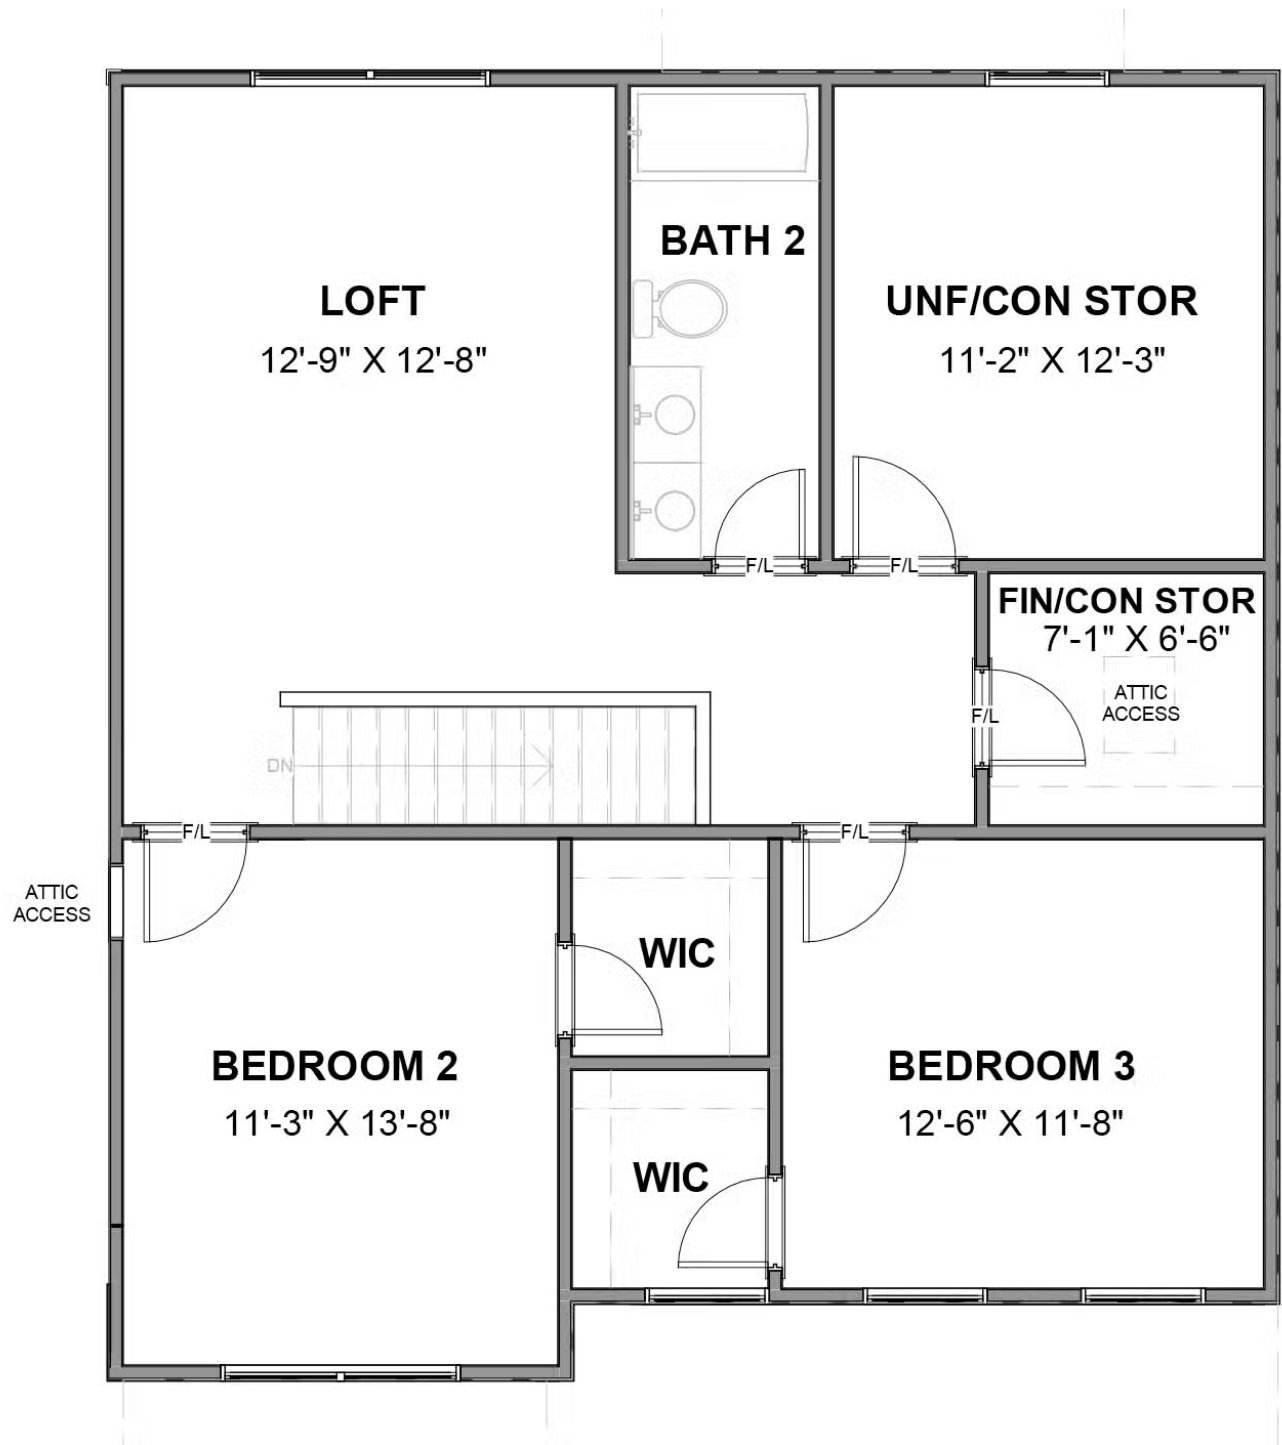 BATH 2
LOFT
12'-9" X 12'-8"
UNF/CON STOR
11'-2" X 12'-3"
F/L
F/L
FIN/CON STOR
7'-1" X 6'-6"
ATTIC
ACCESS
F/L
DN
F/L
F/L
ATTIC
ACCESS
WIC
BEDROOM 2
11'-3" X 13'-8"
BEDROOM 3
12'-6" X 11'-8"
WIC